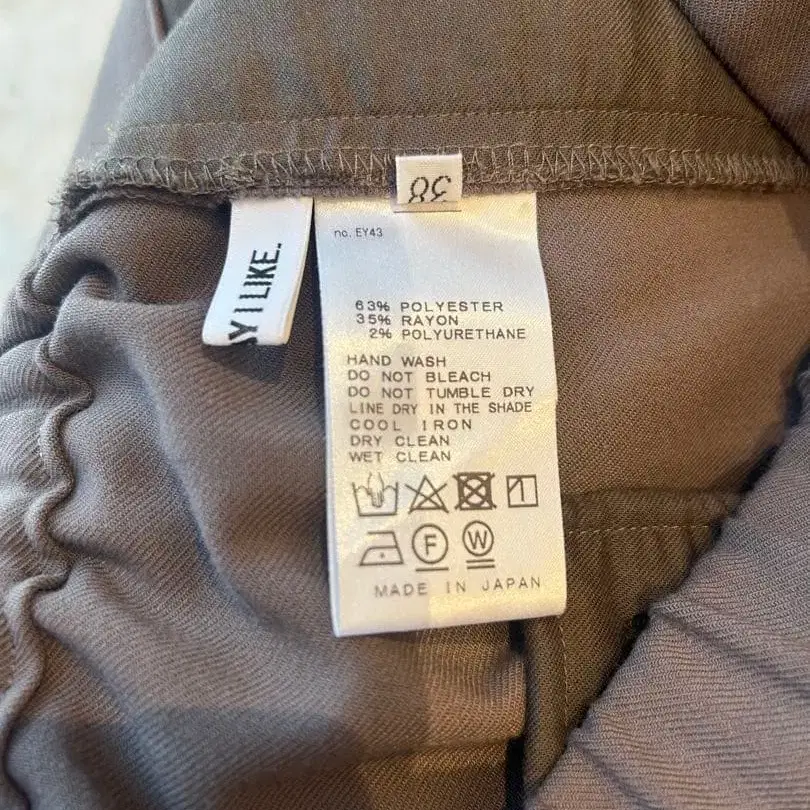 38
Y I LIKE.
no. EY43
63% POLYESTER
35% RAYON
2% POLYURETHANE
HAND WASH
DO NOT BLEACH
DO NOT TUMBLE DRY
LINE DRY IN THE SHADE
COOL IRON
DRY CLEAN
WET CLEAN
F W
MADE IN JAPAN